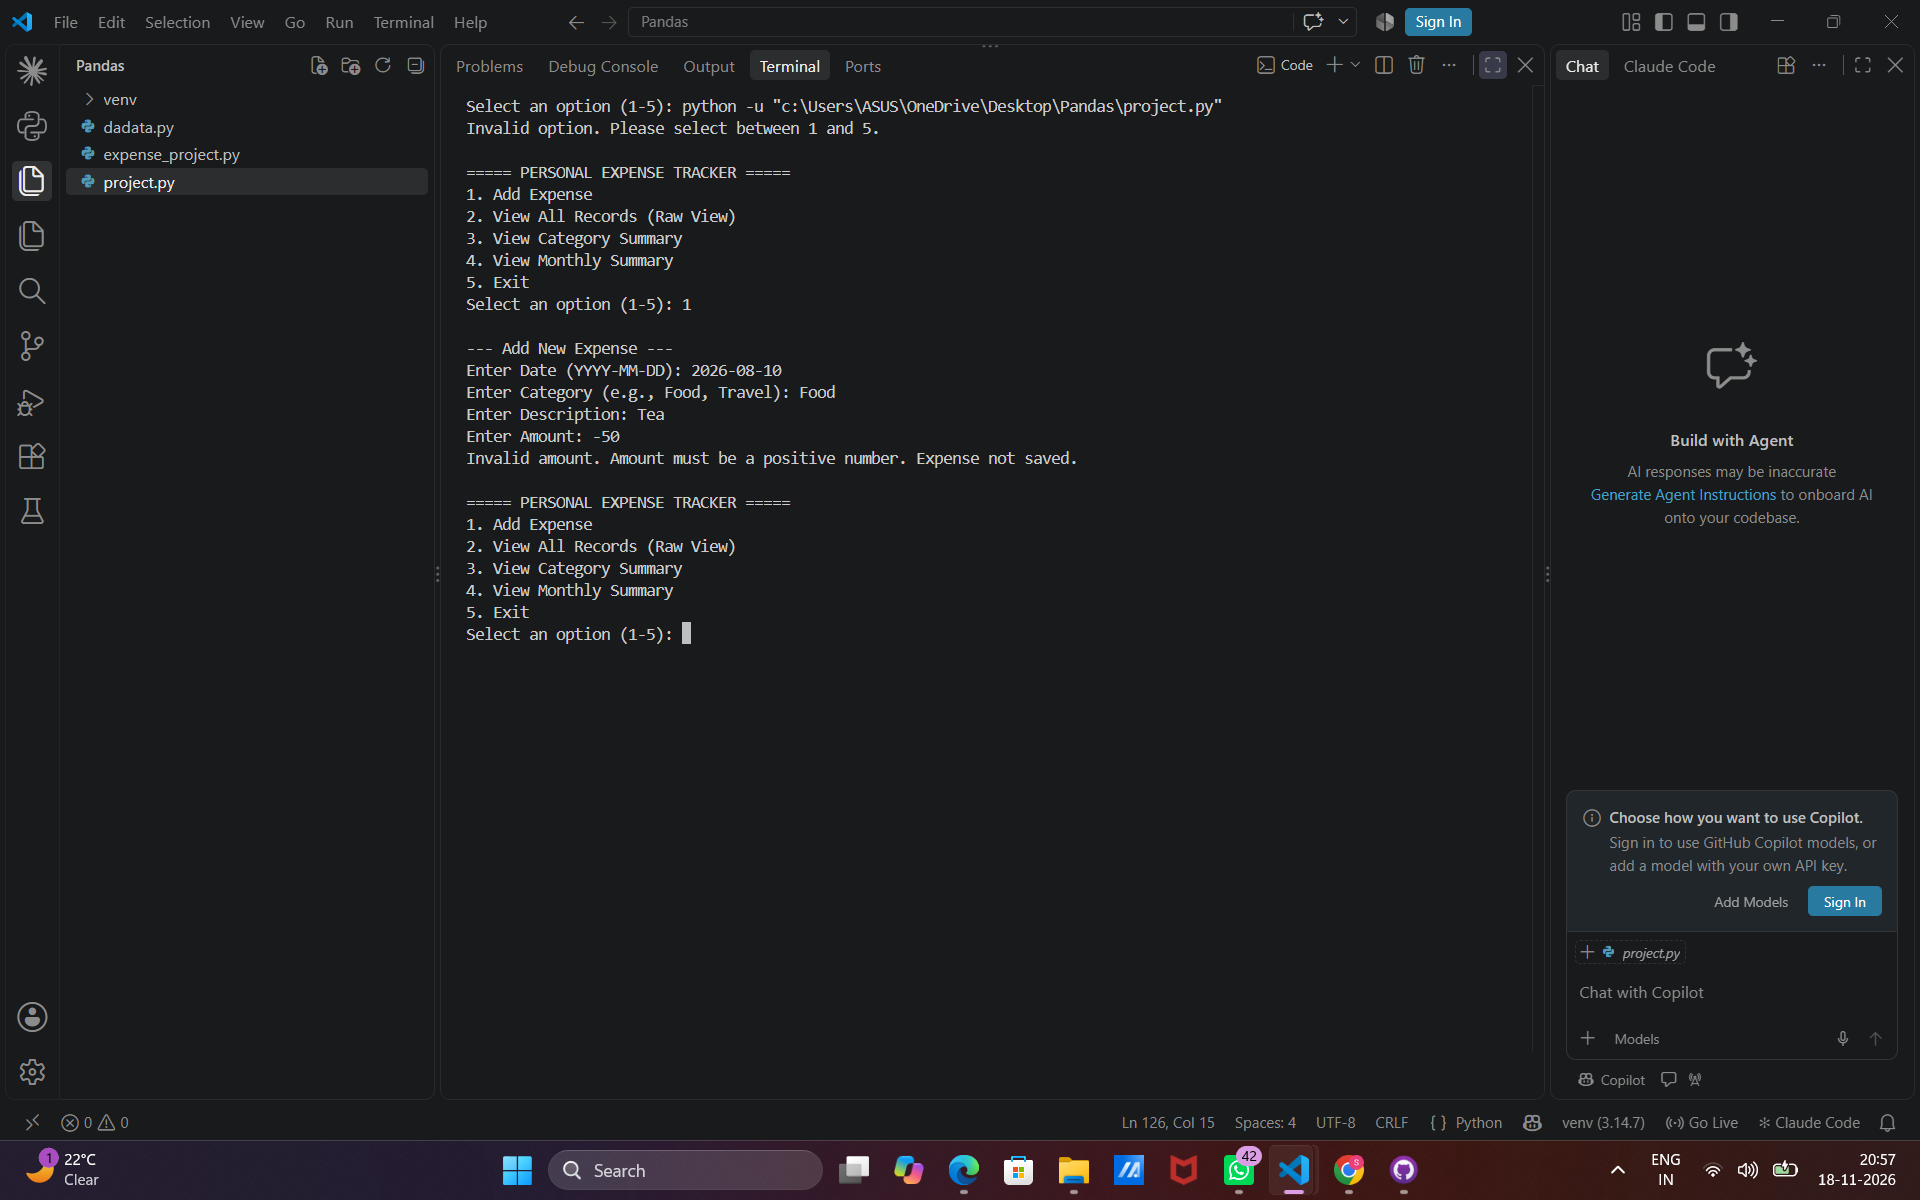 File Edit Selection View Go Run Terminal Help
Pandas
Sign In
Pandas
venv
dadata.py
expense_project.py
project.py
Problems Debug Console Output Terminal Ports
Code
Select an option (1-5): python -u "c:\Users\ASUS\OneDrive\Desktop\Pandas\project.py"
Invalid option. Please select between 1 and 5.
===== PERSONAL EXPENSE TRACKER =====
1. Add Expense
2. View All Records (Raw View)
3. View Category Summary
4. View Monthly Summary
5. Exit
Select an option (1-5): 1
--- Add New Expense ---
Enter Date (YYYY-MM-DD): 2026-08-10
Enter Category (e.g., Food, Travel): Food
Enter Description: Tea
Enter Amount: -50
Invalid amount. Amount must be a positive number. Expense not saved.
===== PERSONAL EXPENSE TRACKER =====
1. Add Expense
2. View All Records (Raw View)
3. View Category Summary
4. View Monthly Summary
5. Exit
Select an option (1-5):
Chat Claude Code
Build with Agent
AI responses may be inaccurate
Generate Agent Instructions to onboard AI
onto your codebase.
Choose how you want to use Copilot.
Sign in to use GitHub Copilot models, or
add a model with your own API key.
Add Models Sign In
project.py
Chat with Copilot
Models
Copilot
0 0
Ln 126, Col 15 Spaces: 4 UTF-8 CRLF { } Python venv (3.14.7) Go Live Claude Code
1
22°C
Clear
Search
42
S
ENG
IN
20:57
18-11-2026